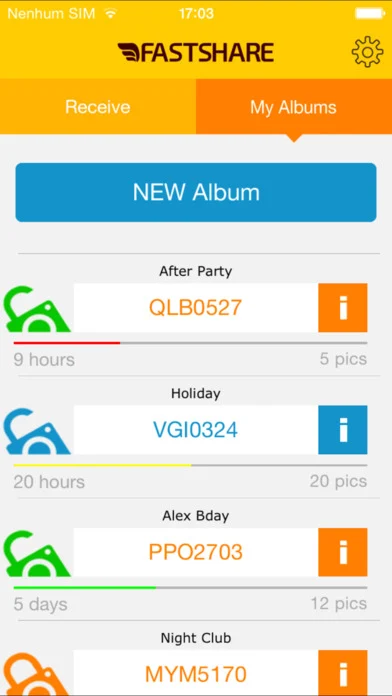 Nenhum SIM 17:03
FASTSHARE
Receive My Albums
NEW Album
After Party
QLB0527 i
9 hours 5 pics
Holiday
VGI0324 i
20 hours 20 pics
Alex Bday
PPO2703 i
5 days 12 pics
Night Club
MYM5170 i